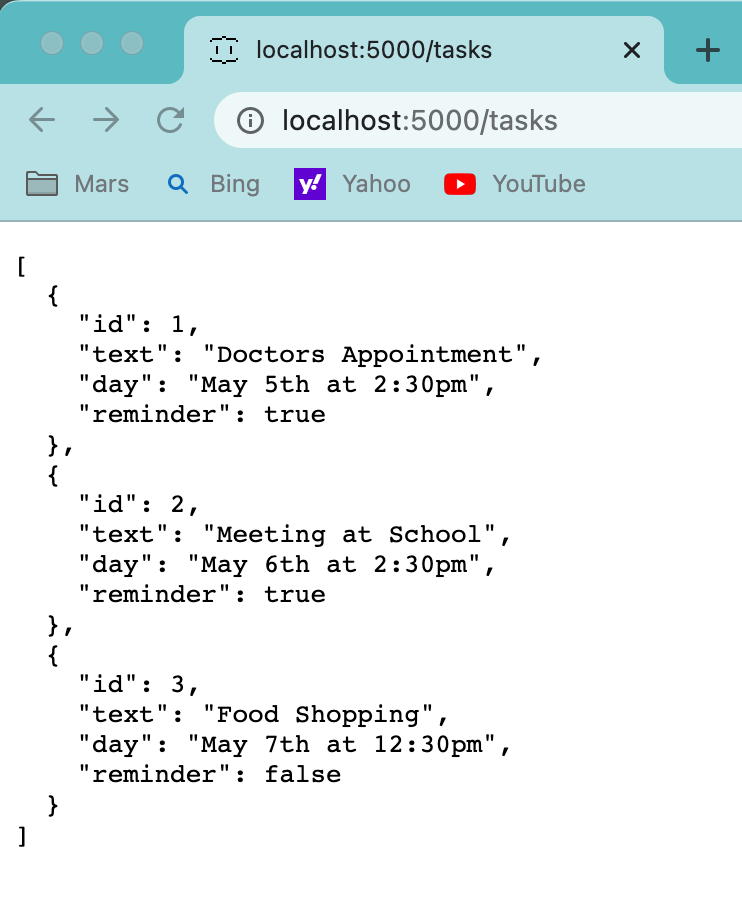 localhost:5000/tasks
localhost:5000/tasks
Mars Bing y! Yahoo YouTube
[
  {
    "id": 1,
    "text": "Doctors Appointment",
    "day": "May 5th at 2:30pm",
    "reminder": true
  },
  {
    "id": 2,
    "text": "Meeting at School",
    "day": "May 6th at 2:30pm",
    "reminder": true
  },
  {
    "id": 3,
    "text": "Food Shopping",
    "day": "May 7th at 12:30pm",
    "reminder": false
  }
]